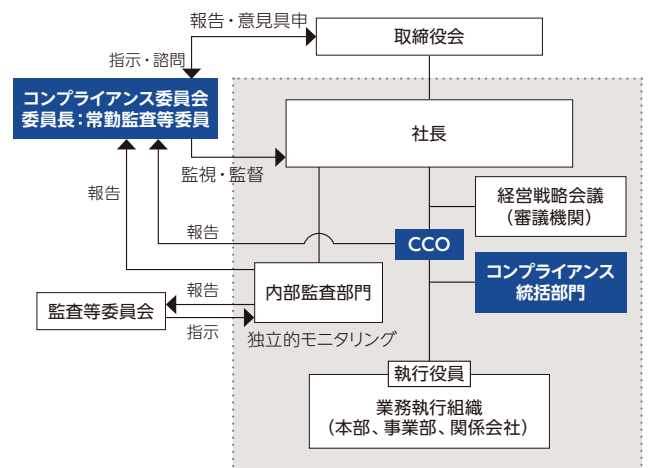 報告・意見具申
取締役会
指示・諮問
コンプライアンス委員会
委員長：常勤監査等委員
社長
監視・監督
報告
経営戦略会議
（審議機関）
報告
CCO
コンプライアンス
統括部門
内部監査部門
報告
監査等委員会
指示
独立的モニタリング
執行役員
業務執行組織
（本部、事業部、関係会社）